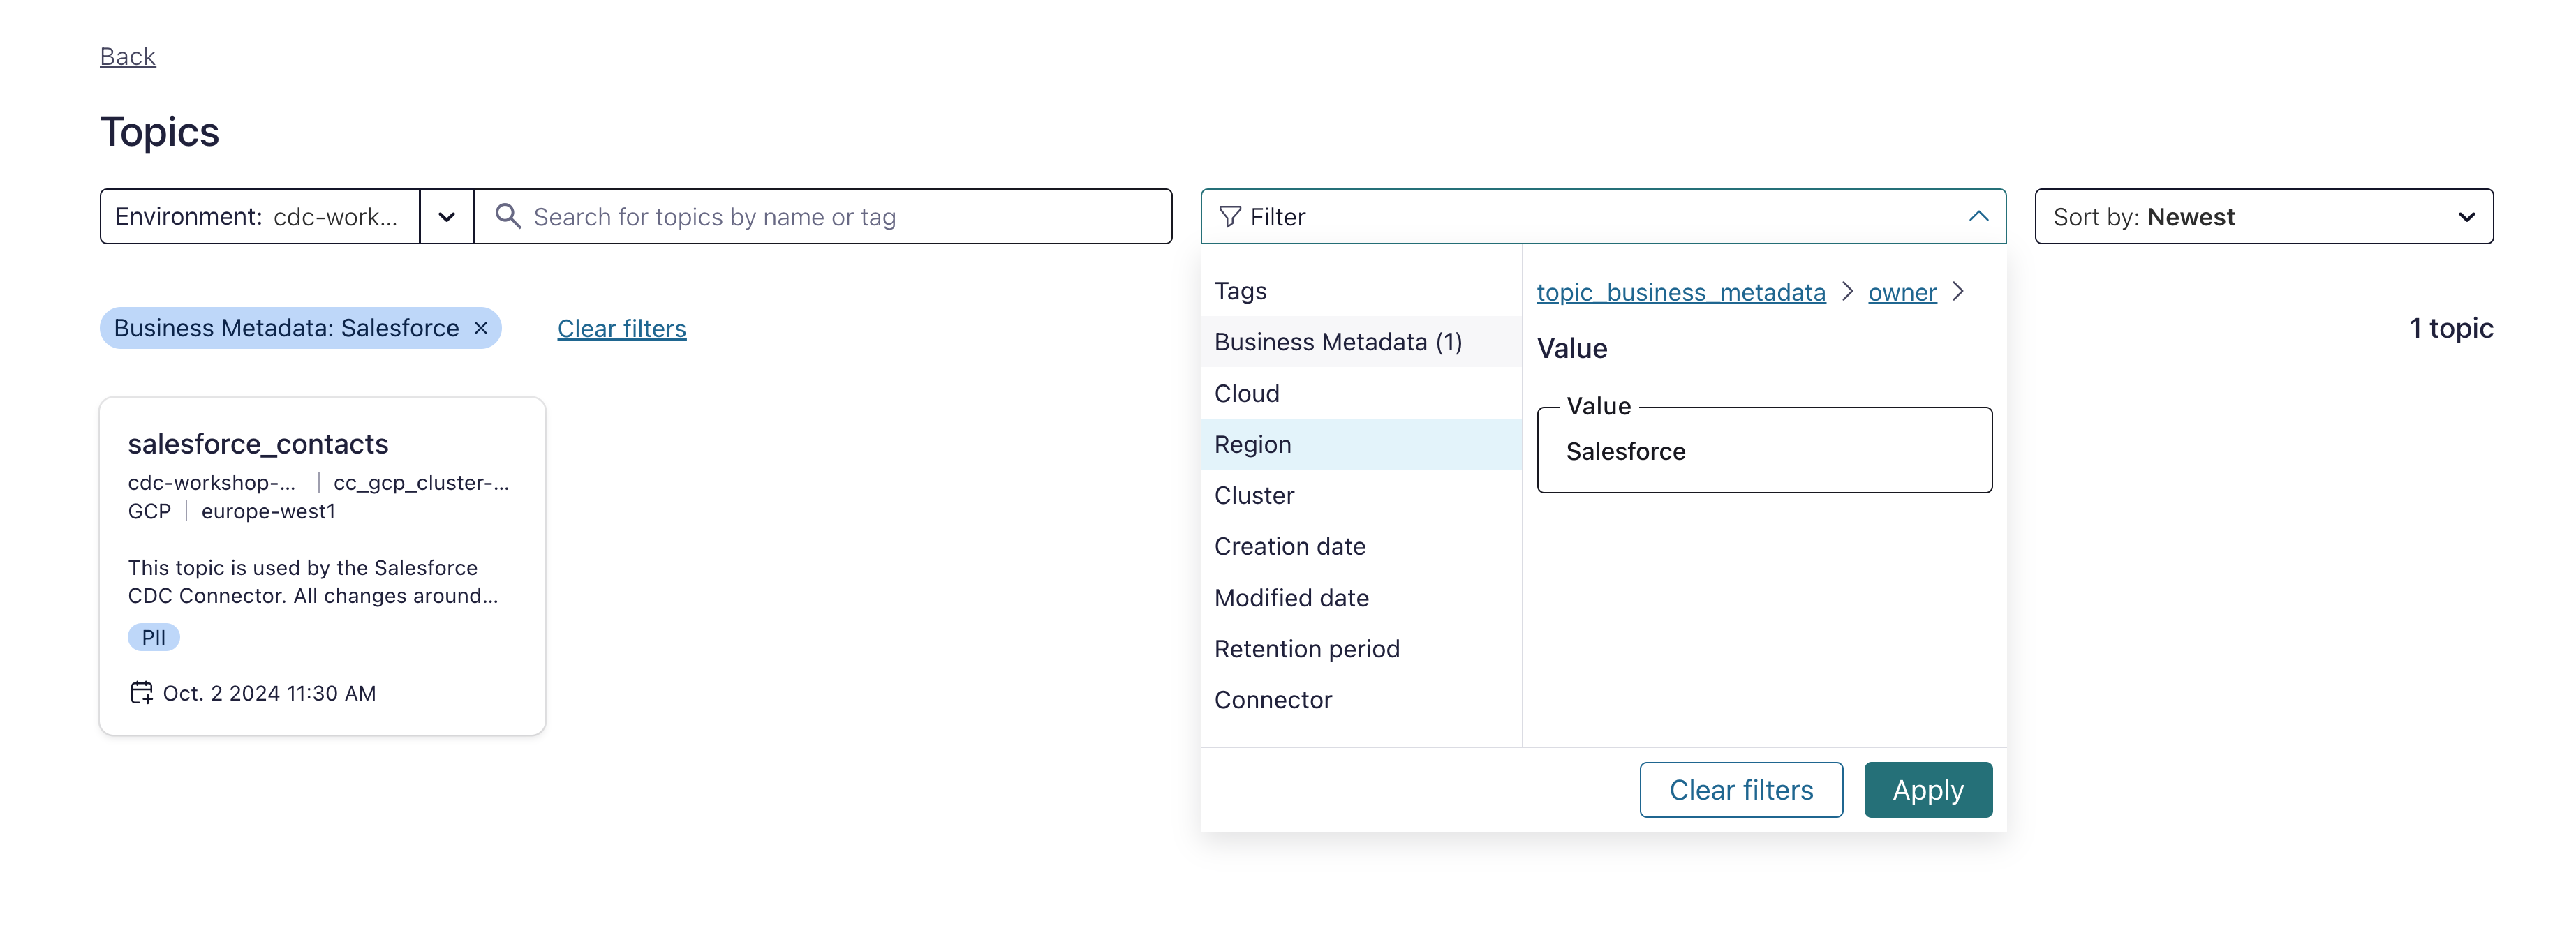 Back
Topics
Environment: cdc-work...
Search for topics by name or tag
Filter
Sort by: Newest
Business Metadata: Salesforce ×
Clear filters
1 topic
salesforce_contacts
cdc-workshop-... | cc_gcp_cluster-...
GCP | europe-west1
This topic is used by the Salesforce
CDC Connector. All changes around...
PII
Oct. 2 2024 11:30 AM
Tags
Business Metadata (1)
Cloud
Region
Cluster
Creation date
Modified date
Retention period
Connector
topic_business_metadata > owner >
Value
Value
Salesforce
Clear filters
Apply